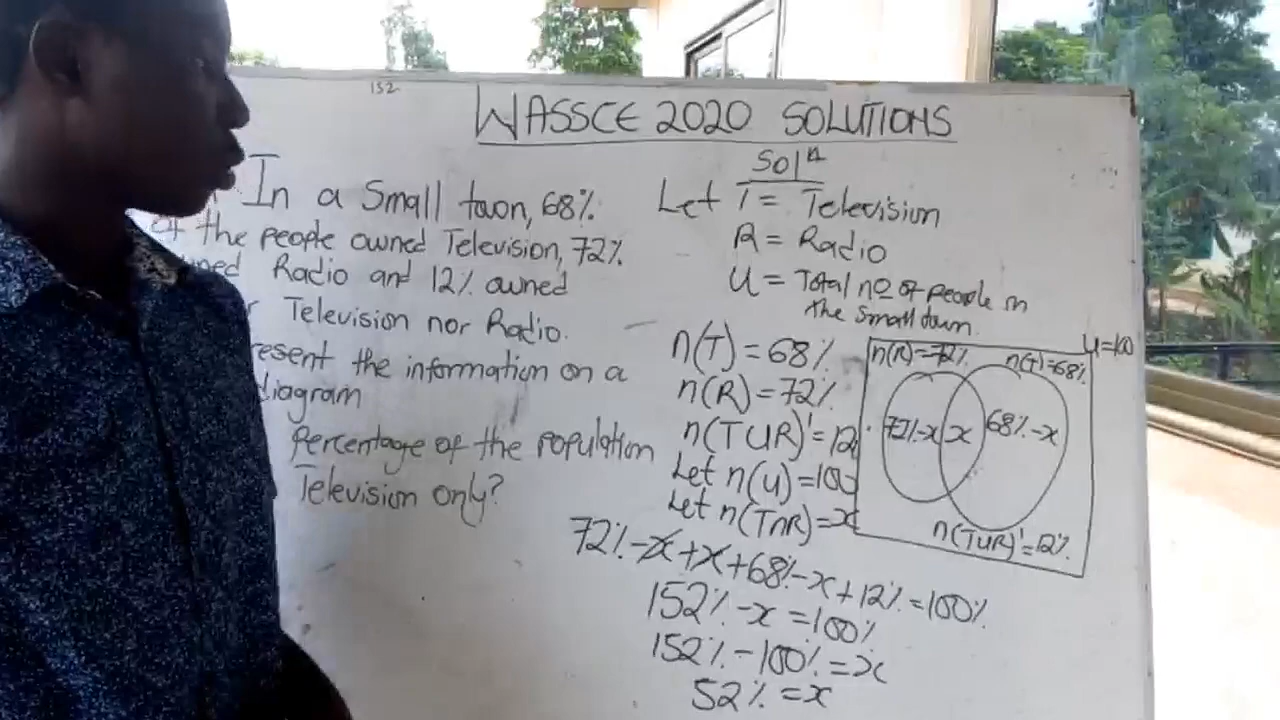 152
WASSCE 2020 SOLUTIONS
In a Small town, 68%
of the people owned Television, 72%
owned Radio and 12% owned
Television nor Radio.
resent the information on a
diagram
Percentage of the population
Television only?
Solⁿ
Let T = Television
R = Radio
U = Total no of people in
the small town.
n(T) = 68%
n(R) = 72%
n(TUR)' = 12
Let n(U) = 100
Let n(TnR) = x
U=100
n(R)=72% n(T)=68%
72%-x x 68%-x
n(TUR)'=12%
72%-x+x+68%-x+12%=100%
152%-x=100%
152%-100%=x
52%=x